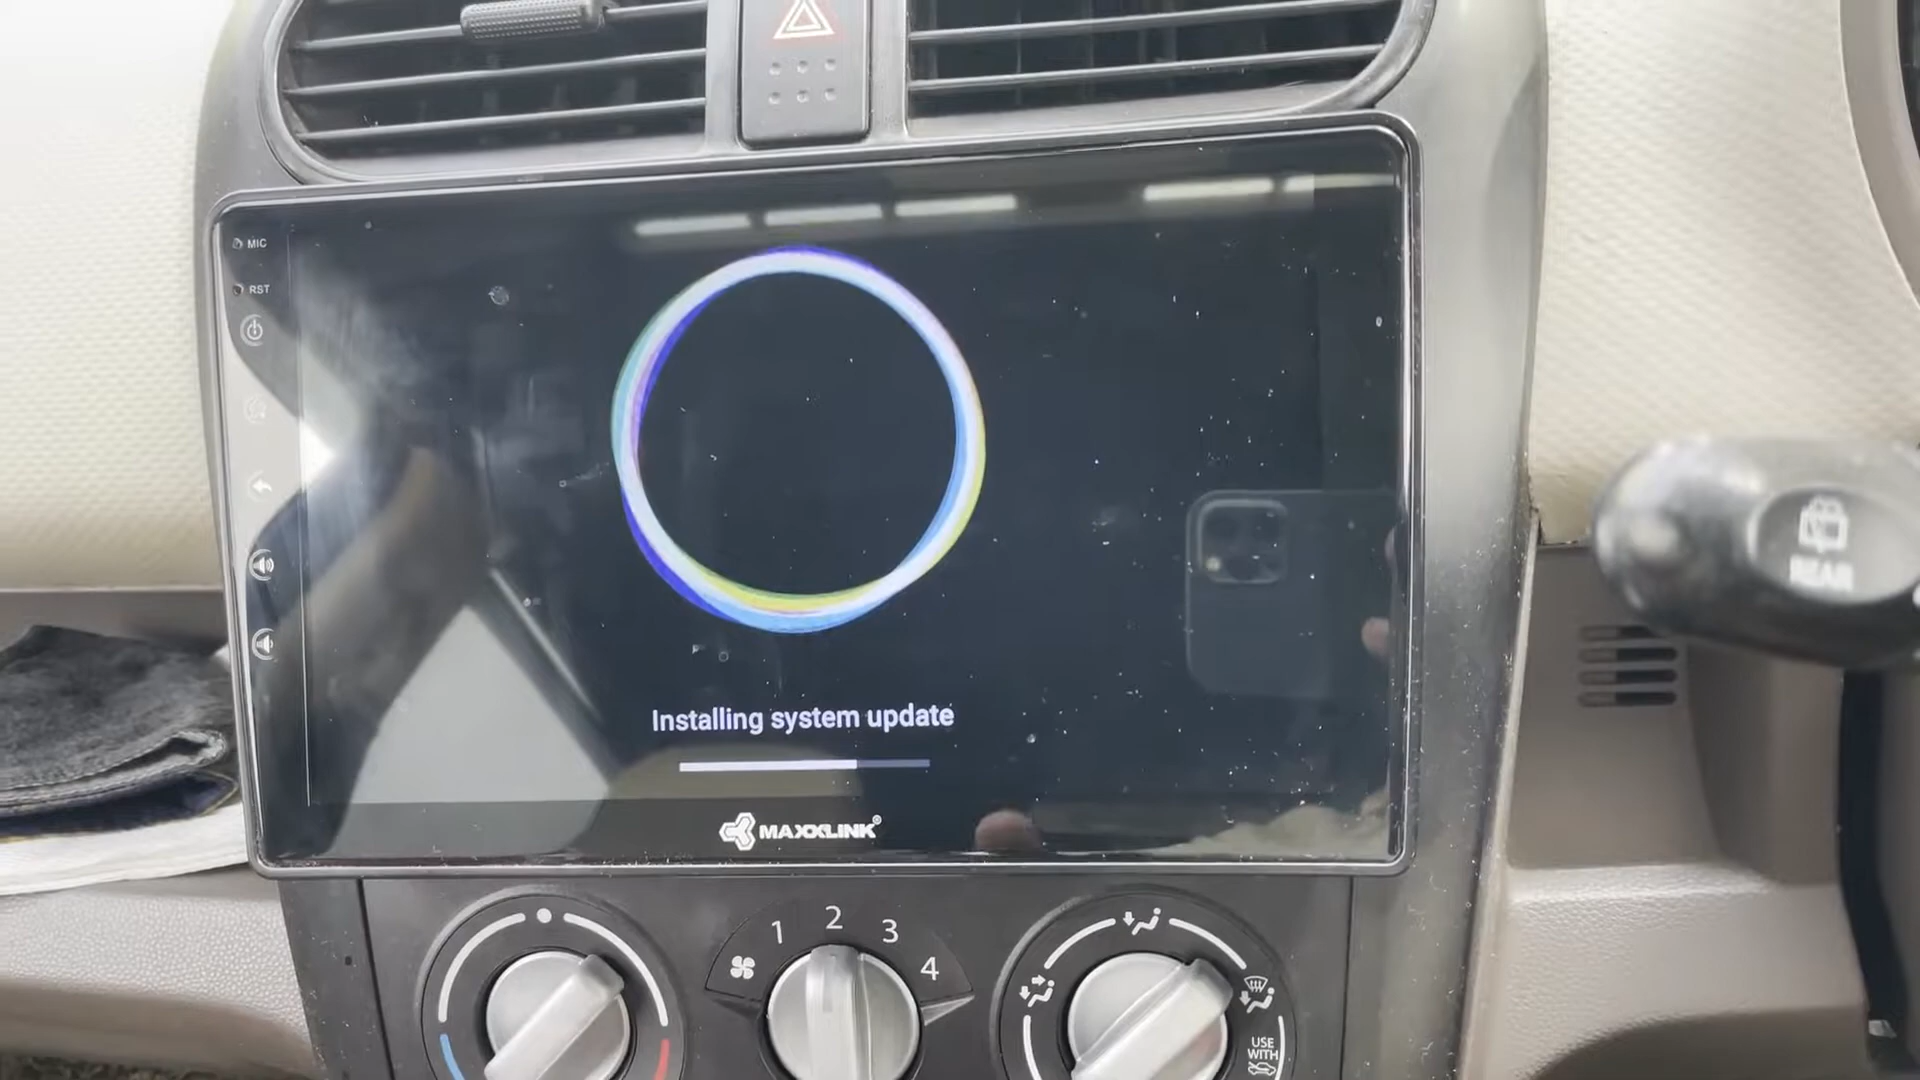 MIC
RST
REAR
Installing system update
MAXXLINK®
1 2 3 4
USE
WITH